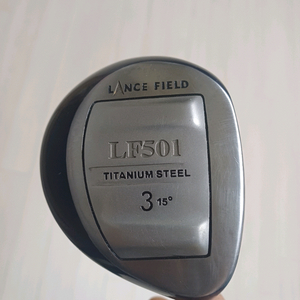 LANCE FIELD
LF501
TITANIUM STEEL
3 15°